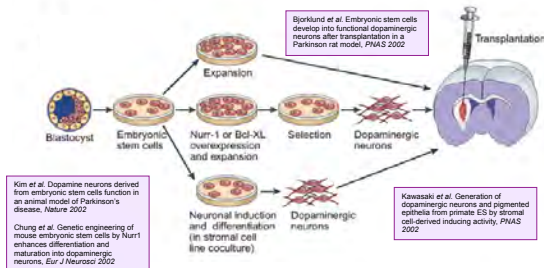 Bjorklund et al. Embryonic stem cells
develop into functional dopaminergic
neurons after transplantation in a
Parkinson rat model, PNAS 2002
Transplantation
Expansion
Blastocyst
Embryonic
stem cells
Nurr-1 or Bcl-XL
overexpression
and expansion
Selection
Dopaminergic
neurons
Kim et al. Dopamine neurons derived
from embryonic stem cells function in
an animal model of Parkinson's
disease, Nature 2002
Chung et al. Genetic engineering of
mouse embryonic stem cells by Nurr1
enhances differentiation and
maturation into dopaminergic
neurons, Eur J Neurosci 2002
Neuronal induction
and differentiation
(in stromal cell
line coculture)
Dopaminergic
neurons
Kawasaki et al. Generation of
dopaminergic neurons and pigmented
epithelia from primate ES by stromal
cell-derived inducing activity, PNAS
2002